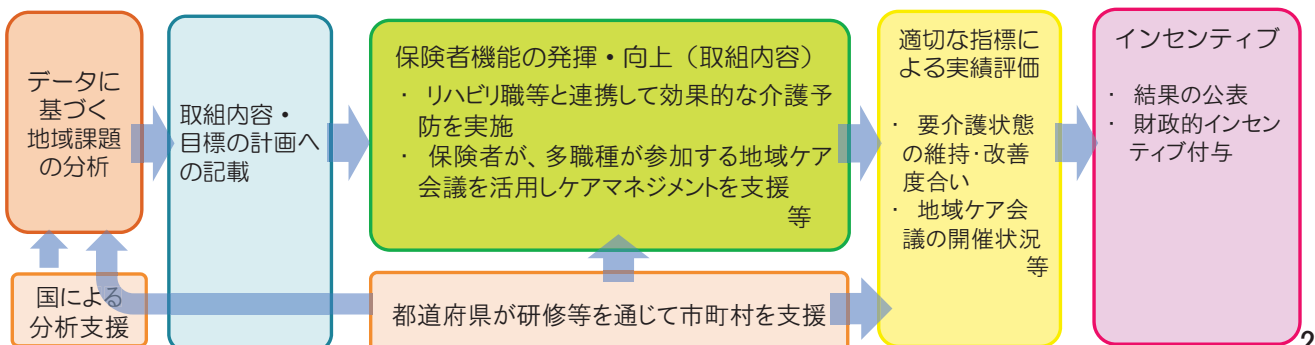 データに
基づく
地域課題
の分析
取組内容・
目標の計画へ
の記載
保険者機能の発揮・向上（取組内容）
・ リハビリ職等と連携して効果的な介護予
防を実施
・ 保険者が、多職種が参加する地域ケア
会議を活用しケアマネジメントを支援
等
適切な指標に
よる実績評価
・ 要介護状態
の維持・改善
度合い
・ 地域ケア会
議の開催状況
等
インセンティブ
・ 結果の公表
・ 財政的インセン
ティブ付与
国による
分析支援
都道府県が研修等を通じて市町村を支援
2